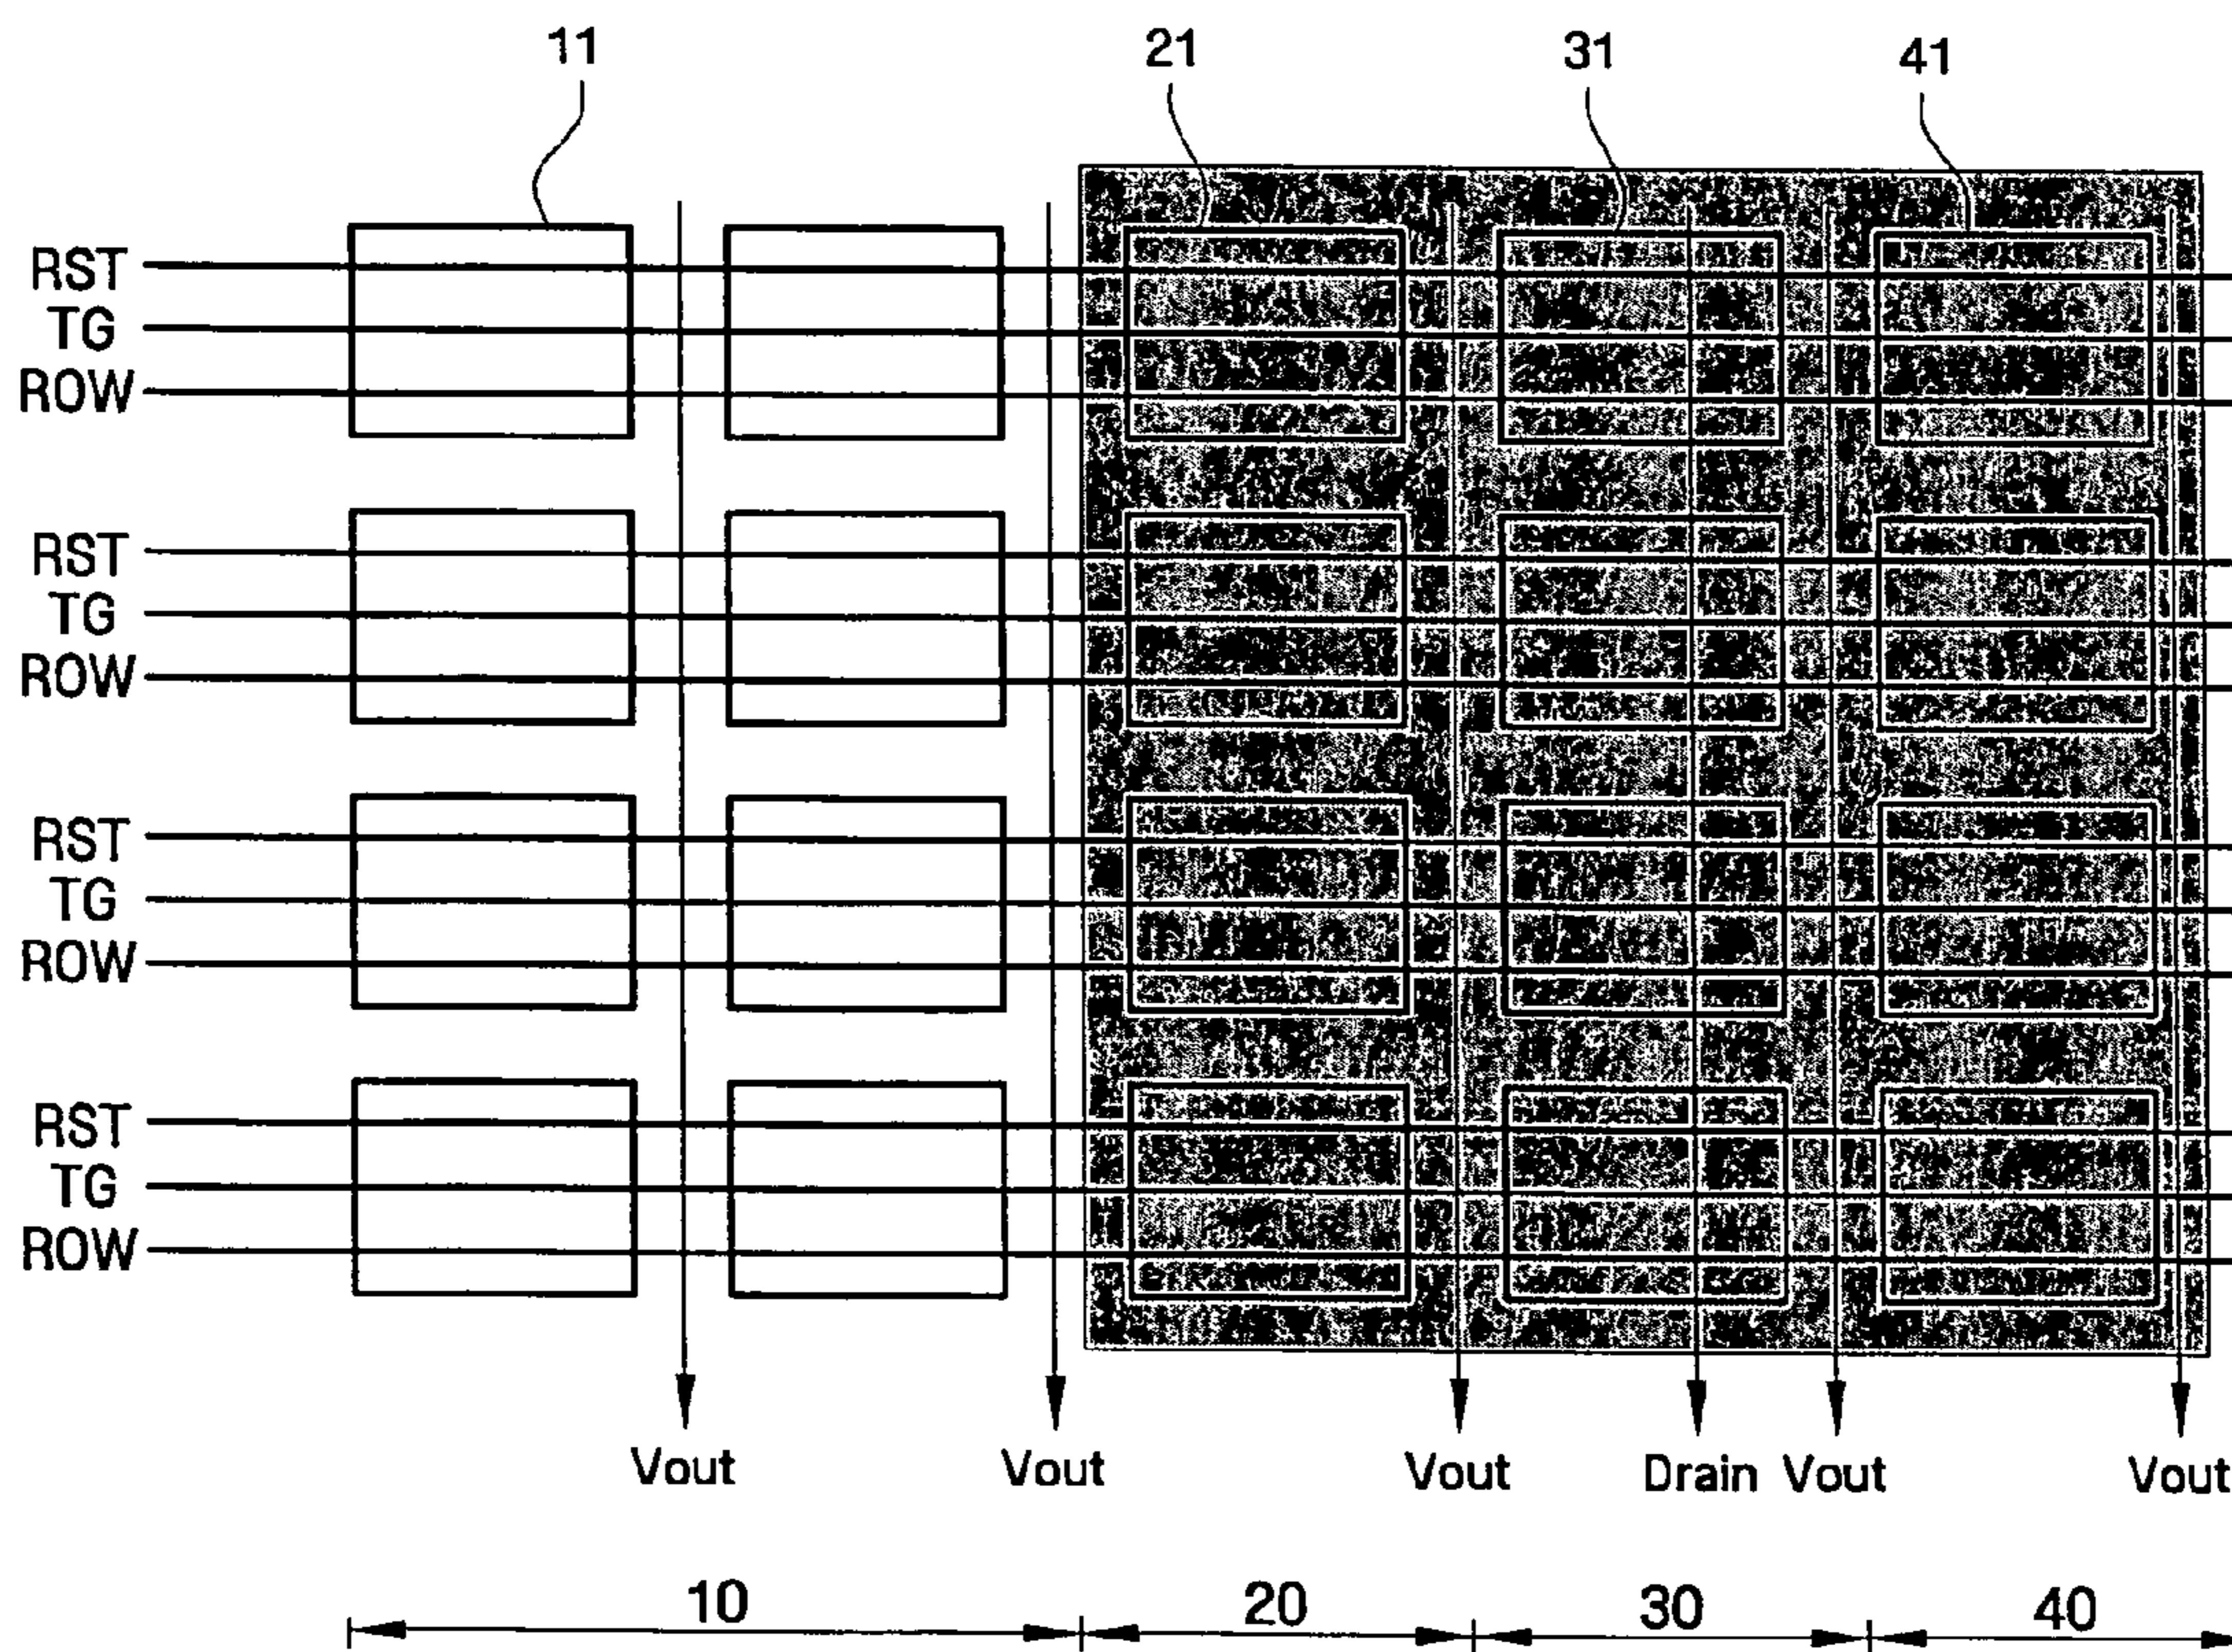 11 21 31 41
RST
TG
ROW
RST
TG
ROW
RST
TG
ROW
RST
TG
ROW
Vout Vout Vout Drain Vout Vout
10 20 30 40